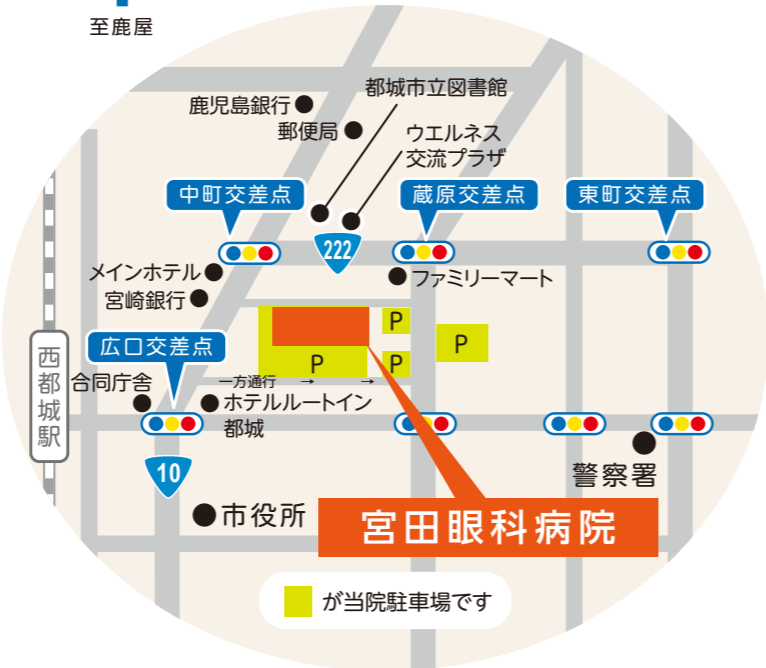 至鹿屋
都城市立図書館
鹿児島銀行
郵便局
ウエルネス
交流プラザ
中町交差点
蔵原交差点
東町交差点
222
メインホテル
宮崎銀行
ファミリーマート
P
P
P
P
広口交差点
西都城駅
合同庁舎
一方通行 → →
ホテルルートイン
都城
10
警察署
市役所
宮田眼科病院
が当院駐車場です